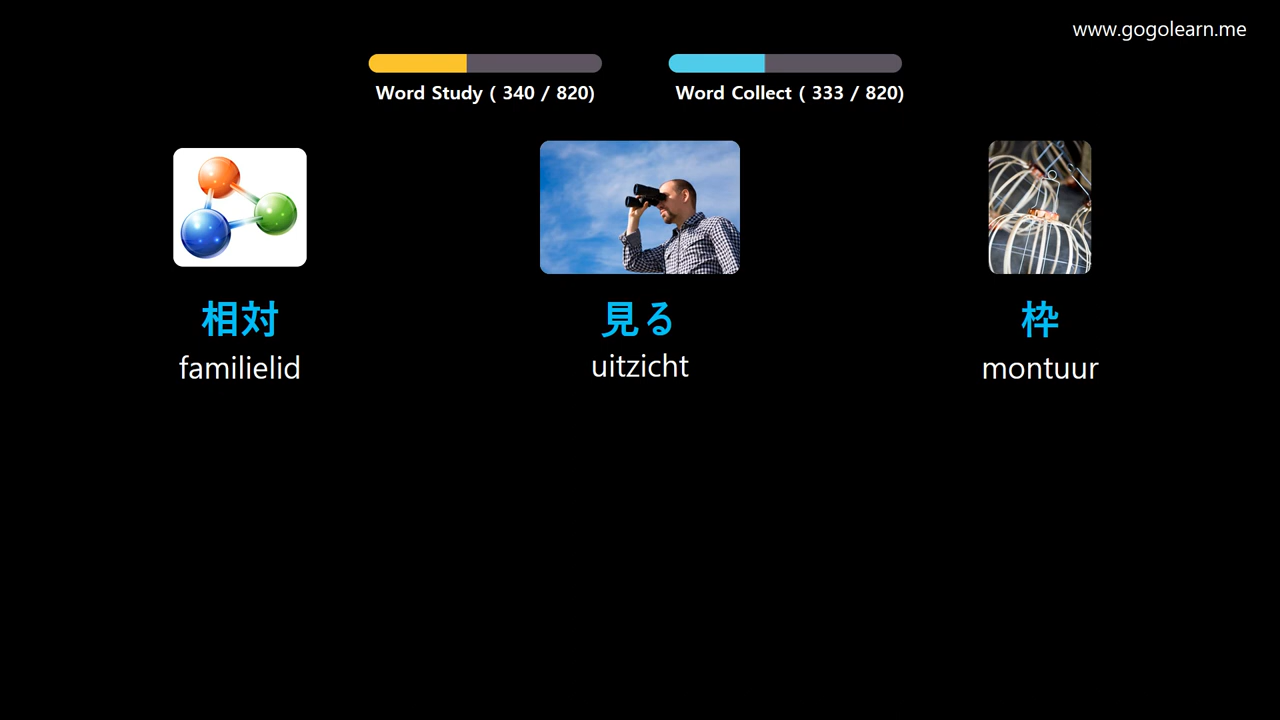 www.gogolearn.me
Word Study ( 340 / 820)
Word Collect ( 333 / 820)
相対
見る
枠
familielid
uitzicht
montuur